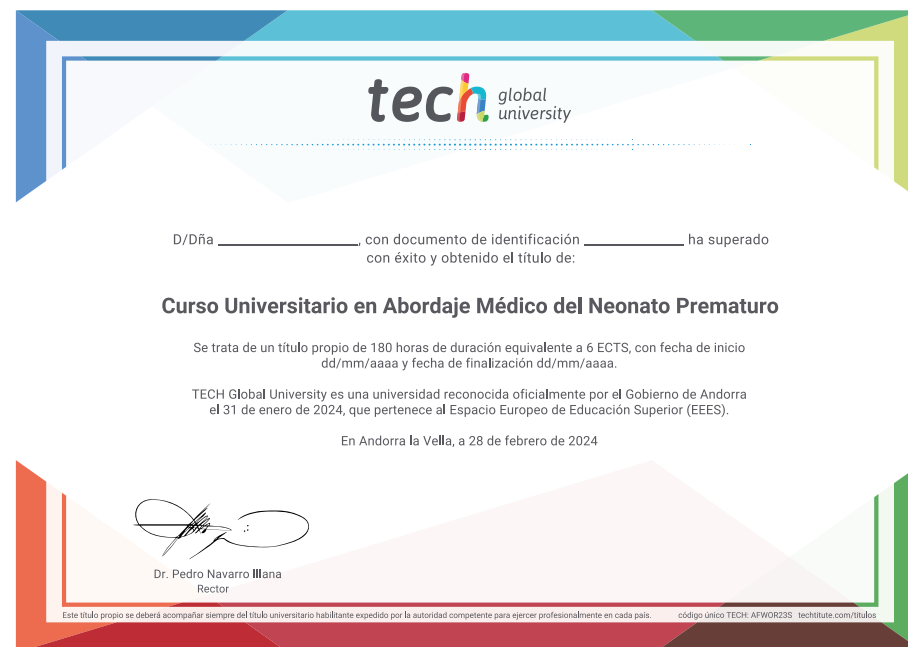 tech global university
D/Dña ____________________, con documento de identificación ______________ ha superado
con éxito y obtenido el título de:
Curso Universitario en Abordaje Médico del Neonato Prematuro
Se trata de un título propio de 180 horas de duración equivalente a 6 ECTS, con fecha de inicio
dd/mm/aaaa y fecha de finalización dd/mm/aaaa.
TECH Global University es una universidad reconocida oficialmente por el Gobierno de Andorra
el 31 de enero de 2024, que pertenece al Espacio Europeo de Educación Superior (EEES).
En Andorra la Vella, a 28 de febrero de 2024
Dr. Pedro Navarro Illana
Rector
Este título propio se deberá acompañar siempre del título universitario habilitante expedido por la autoridad competente para ejercer profesionalmente en cada país. código único TECH: AFWOR23S techtitute.com/titulos